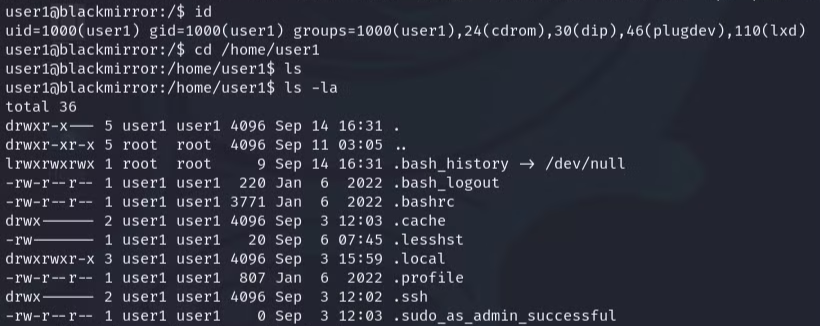 user1@blackmirror:/$ id
uid=1000(user1) gid=1000(user1) groups=1000(user1),24(cdrom),30(dip),46(plugdev),110(lxd)
user1@blackmirror:/$ cd /home/user1
user1@blackmirror:/home/user1$ ls
user1@blackmirror:/home/user1$ ls -la
total 36
drwxr-x--- 5 user1 user1 4096 Sep 14 16:31 .
drwxr-xr-x 5 root  root  4096 Sep 11 03:05 ..
lrwxrwxrwx 1 root  root     9 Sep 14 16:31 .bash_history -> /dev/null
-rw-r--r-- 1 user1 user1  220 Jan  6  2022 .bash_logout
-rw-r--r-- 1 user1 user1 3771 Jan  6  2022 .bashrc
drwx------ 2 user1 user1 4096 Sep  3 12:03 .cache
-rw------- 1 user1 user1   20 Sep  6 07:45 .lesshst
drwxrwxr-x 3 user1 user1 4096 Sep  3 15:59 .local
-rw-r--r-- 1 user1 user1  807 Jan  6  2022 .profile
drwx------ 2 user1 user1 4096 Sep  3 12:02 .ssh
-rw-r--r-- 1 user1 user1    0 Sep  3 12:03 .sudo_as_admin_successful